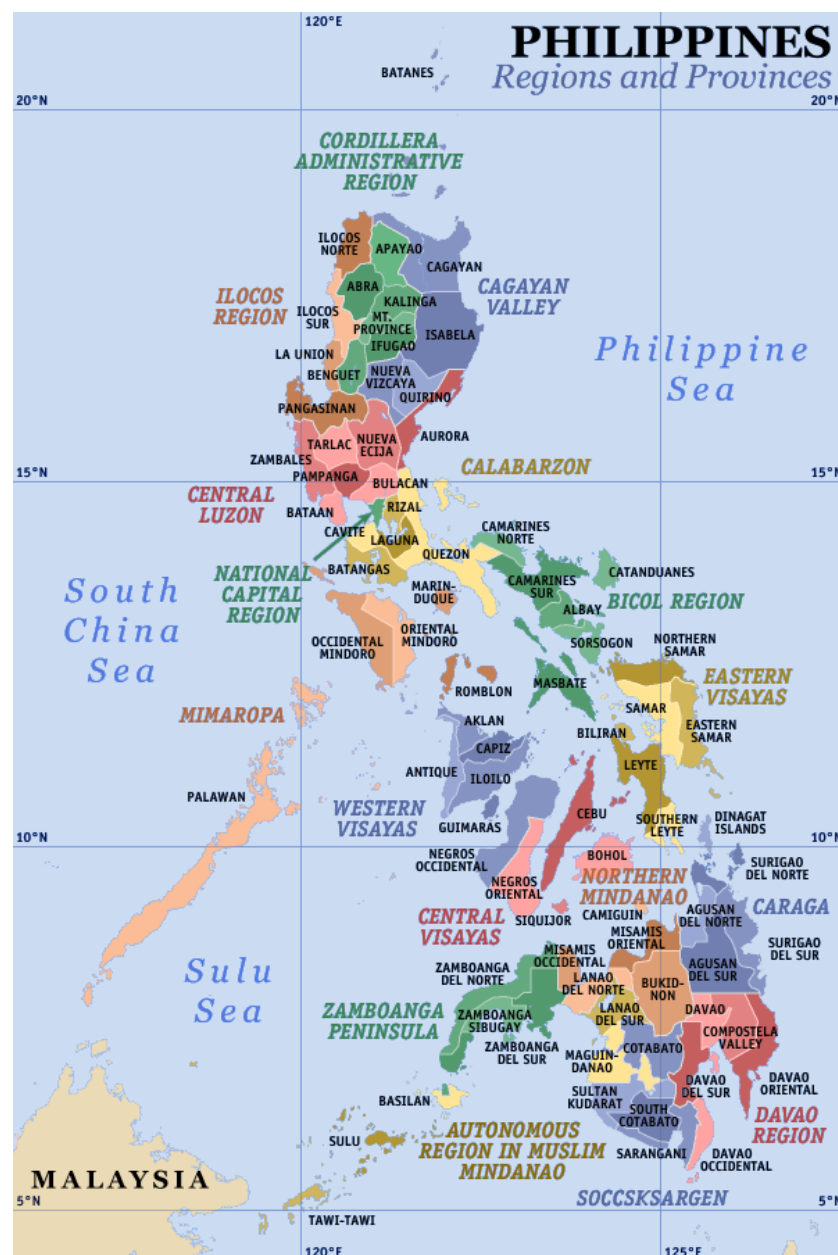 120°E
PHILIPPINES
Regions and Provinces
BATANES
20°N
20°N
CORDILLERA
ADMINISTRATIVE
REGION
ILOCOS
NORTE
APAYAO
CAGAYAN
ABRA
KALINGA
CAGAYAN
VALLEY
ILOCOS
REGION
ILOCOS
SUR
MT.
PROVINCE
ISABELA
IFUGAO
LA UNION
BENGUET
NUEVA
VIZCAYA
QUIRINO
Philippine
Sea
PANGASINAN
TARLAC
NUEVA
ECIJA
AURORA
ZAMBALES
PAMPANGA
BULACAN
CALABARZON
15°N
15°N
CENTRAL
LUZON
BATAAN
RIZAL
CAVITE
LAGUNA
QUEZON
CAMARINES
NORTE
BATANGAS
NATIONAL
CAPITAL
REGION
MARIN-
DUQUE
CAMARINES
SUR
CATANDUANES
ALBAY
BICOL REGION
South
China
Sea
OCCIDENTAL
MINDORO
ORIENTAL
MINDORO
SORSOGON
NORTHERN
SAMAR
ROMBLON
MASBATE
EASTERN
VISAYAS
MIMAROPA
AKLAN
SAMAR
BILIRAN
EASTERN
SAMAR
CAPIZ
ANTIQUE
ILOILO
LEYTE
PALAWAN
WESTERN
VISAYAS
GUIMARAS
CEBU
SOUTHERN
LEYTE
DINAGAT
ISLANDS
10°N
10°N
NEGROS
OCCIDENTAL
BOHOL
SURIGAO
DEL NORTE
NEGROS
ORIENTAL
NORTHERN
MINDANAO
CENTRAL
VISAYAS
SIQUIJOR
CAMIGUIN
AGUSAN
DEL NORTE
CARAGA
MISAMIS
ORIENTAL
SURIGAO
DEL SUR
Sulu
Sea
ZAMBOANGA
DEL NORTE
MISAMIS
OCCIDENTAL
LANAO
DEL NORTE
BUKID-
NON
AGUSAN
DEL SUR
ZAMBOANGA
PENINSULA
ZAMBOANGA
SIBUGAY
LANAO
DEL SUR
DAVAO
COMPOSTELA
VALLEY
ZAMBOANGA
DEL SUR
MAGUIN-
DANAO
COTABATO
BASILAN
SULTAN
KUDARAT
DAVAO
DEL SUR
DAVAO
ORIENTAL
SULU
AUTONOMOUS
REGION IN MUSLIM
MINDANAO
SOUTH
COTABATO
DAVAO
REGION
SARANGANI
DAVAO
OCCIDENTAL
MALAYSIA
SOCCSKSARGEN
5°N
5°N
TAWI-TAWI
120°E
125°E